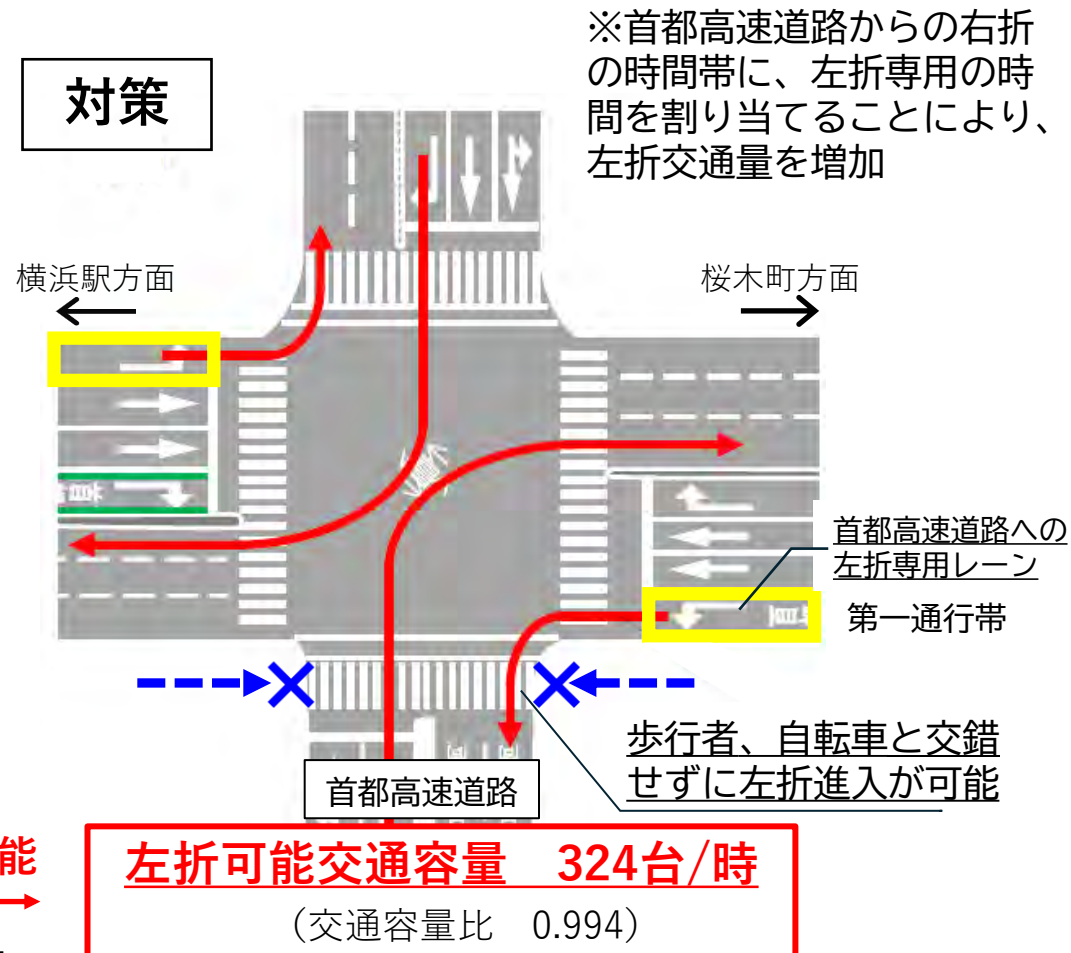 ※首都高速道路からの右折
の時間帯に、左折専用の時
間を割り当てることにより、
左折交通量を増加
対策
横浜駅方面
桜木町方面
首都高速道路への
左折専用レーン
第一通行帯
歩行者、自転車と交錯
せずに左折進入が可能
首都高速道路
能
左折可能交通容量　324台/時
（交通容量比　0.994）